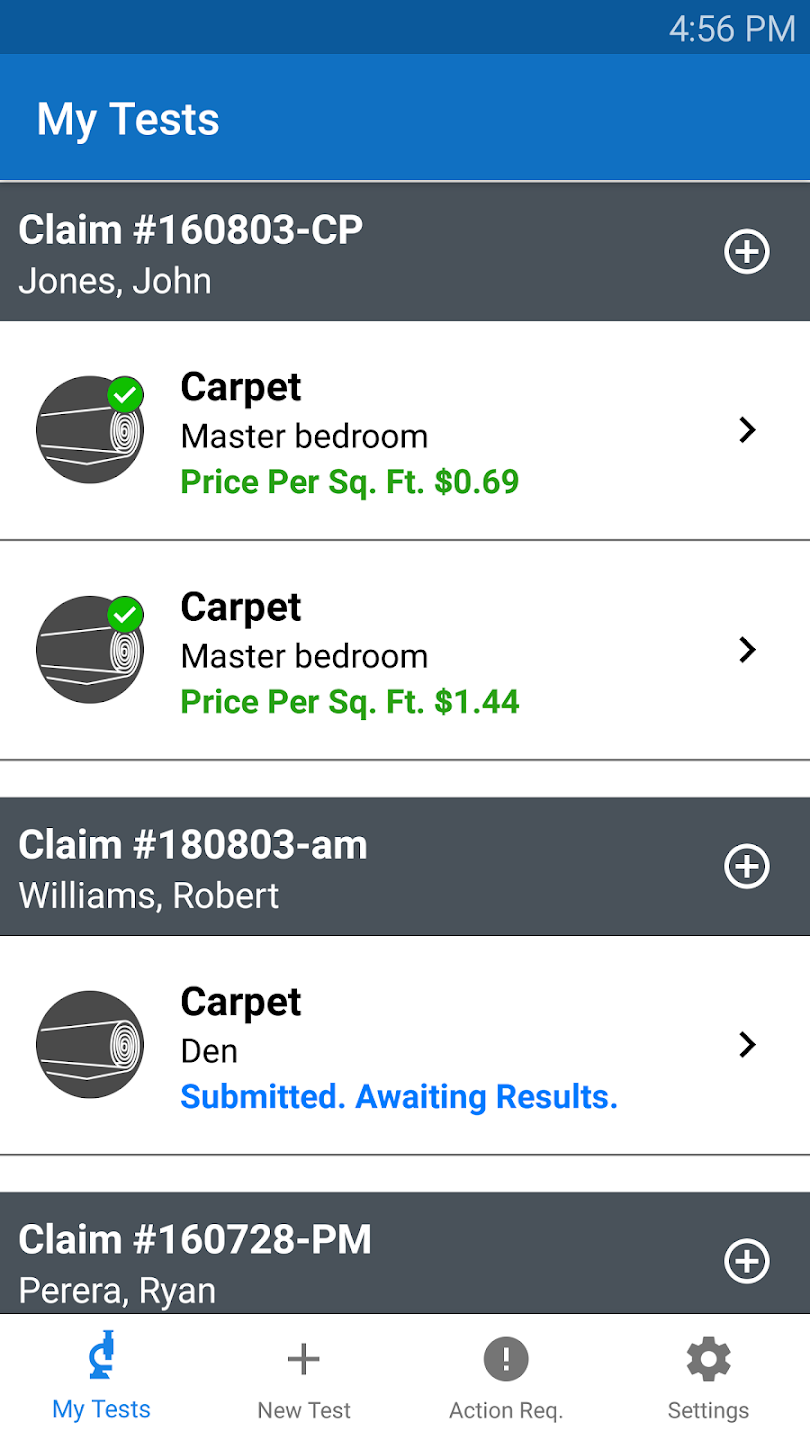 4:56 PM
My Tests
Claim #160803-CP
Jones, John
Carpet
Master bedroom
Price Per Sq. Ft. $0.69
Carpet
Master bedroom
Price Per Sq. Ft. $1.44
Claim #180803-am
Williams, Robert
Carpet
Den
Submitted. Awaiting Results.
Claim #160728-PM
Perera, Ryan
My Tests
New Test
Action Req.
Settings